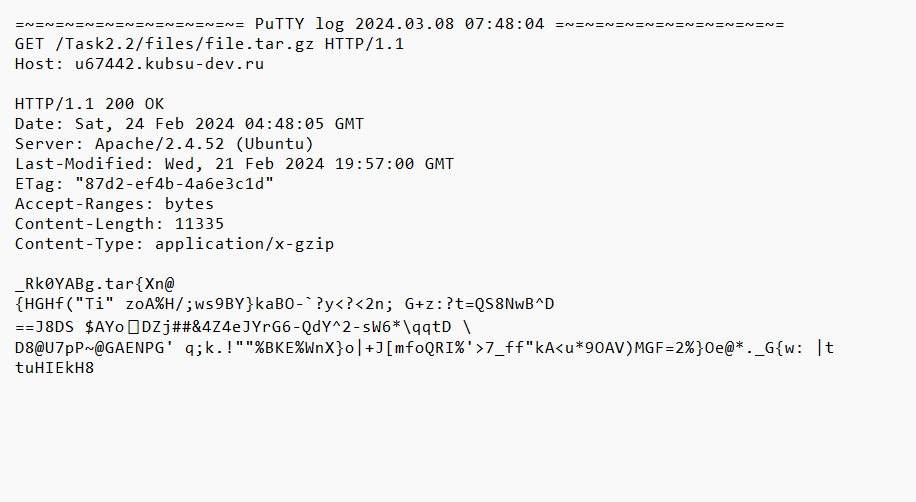 =~=~=~=~=~=~=~=~=~=~=~= PuTTY log 2024.03.08 07:48:04 =~=~=~=~=~=~=~=~=~=~=~=
GET /Task2.2/files/file.tar.gz HTTP/1.1
Host: u67442.kubsu-dev.ru
HTTP/1.1 200 OK
Date: Sat, 24 Feb 2024 04:48:05 GMT
Server: Apache/2.4.52 (Ubuntu)
Last-Modified: Wed, 21 Feb 2024 19:57:00 GMT
ETag: "87d2-ef4b-4a6e3c1d"
Accept-Ranges: bytes
Content-Length: 11335
Content-Type: application/x-gzip
_Rk0YABg.tar{Xn@
{HGHf("Ti" zoA%H/;ws9BY}kaBO-`?y<?<2n; G+z:?t=QS8NwB^D
==J8DS $AYo□DZj##&4Z4eJYrG6-QdY^2-sW6*\qqtD \
D8@U7pP~@GAENPG' q;k.!""%BKE%WnX}o|+J[mfoQRI%'>7_ff"kA<u*9OAV)MGF=2%}Oe@*._G{w: |t
tuHIEkH8